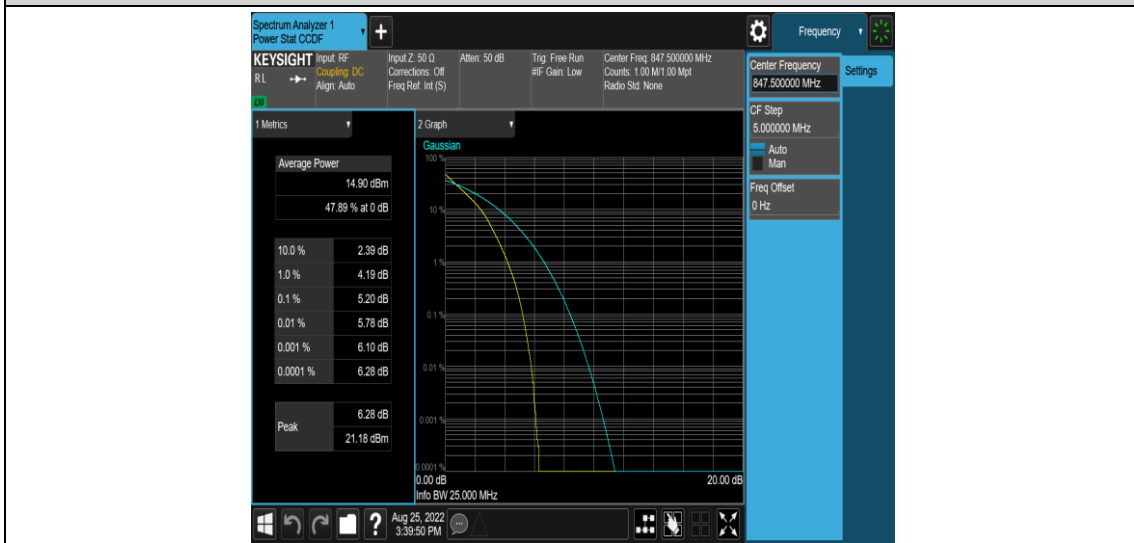 Spectrum Analyzer 1
Power Stat CCDF
Frequency
KEYSIGHT
RL
LXI
Input: RF
Coupling: DC
Align: Auto
Input Z: 50 Ω
Corrections: Off
Freq Ref: Int (S)
Atten: 50 dB
Trig: Free Run
#IF Gain: Low
Center Freq: 847.500000 MHz
Counts: 1.00 M/1.00 Mpt
Radio Std: None
Center Frequency
847.500000 MHz
Settings
CF Step
5.000000 MHz
Auto
Man
Freq Offset
0 Hz
1 Metrics
Average Power
14.90 dBm
47.89 % at 0 dB
10.0 % 2.39 dB
1.0 % 4.19 dB
0.1 % 5.20 dB
0.01 % 5.78 dB
0.001 % 6.10 dB
0.0001 % 6.28 dB
Peak 6.28 dB
21.18 dBm
2 Graph
Gaussian
100 %
10 %
1 %
0.1 %
0.01 %
0.001 %
0.0001 %
0.00 dB 20.00 dB
Info BW 25.000 MHz
?
Aug 25, 2022
3:39:50 PM